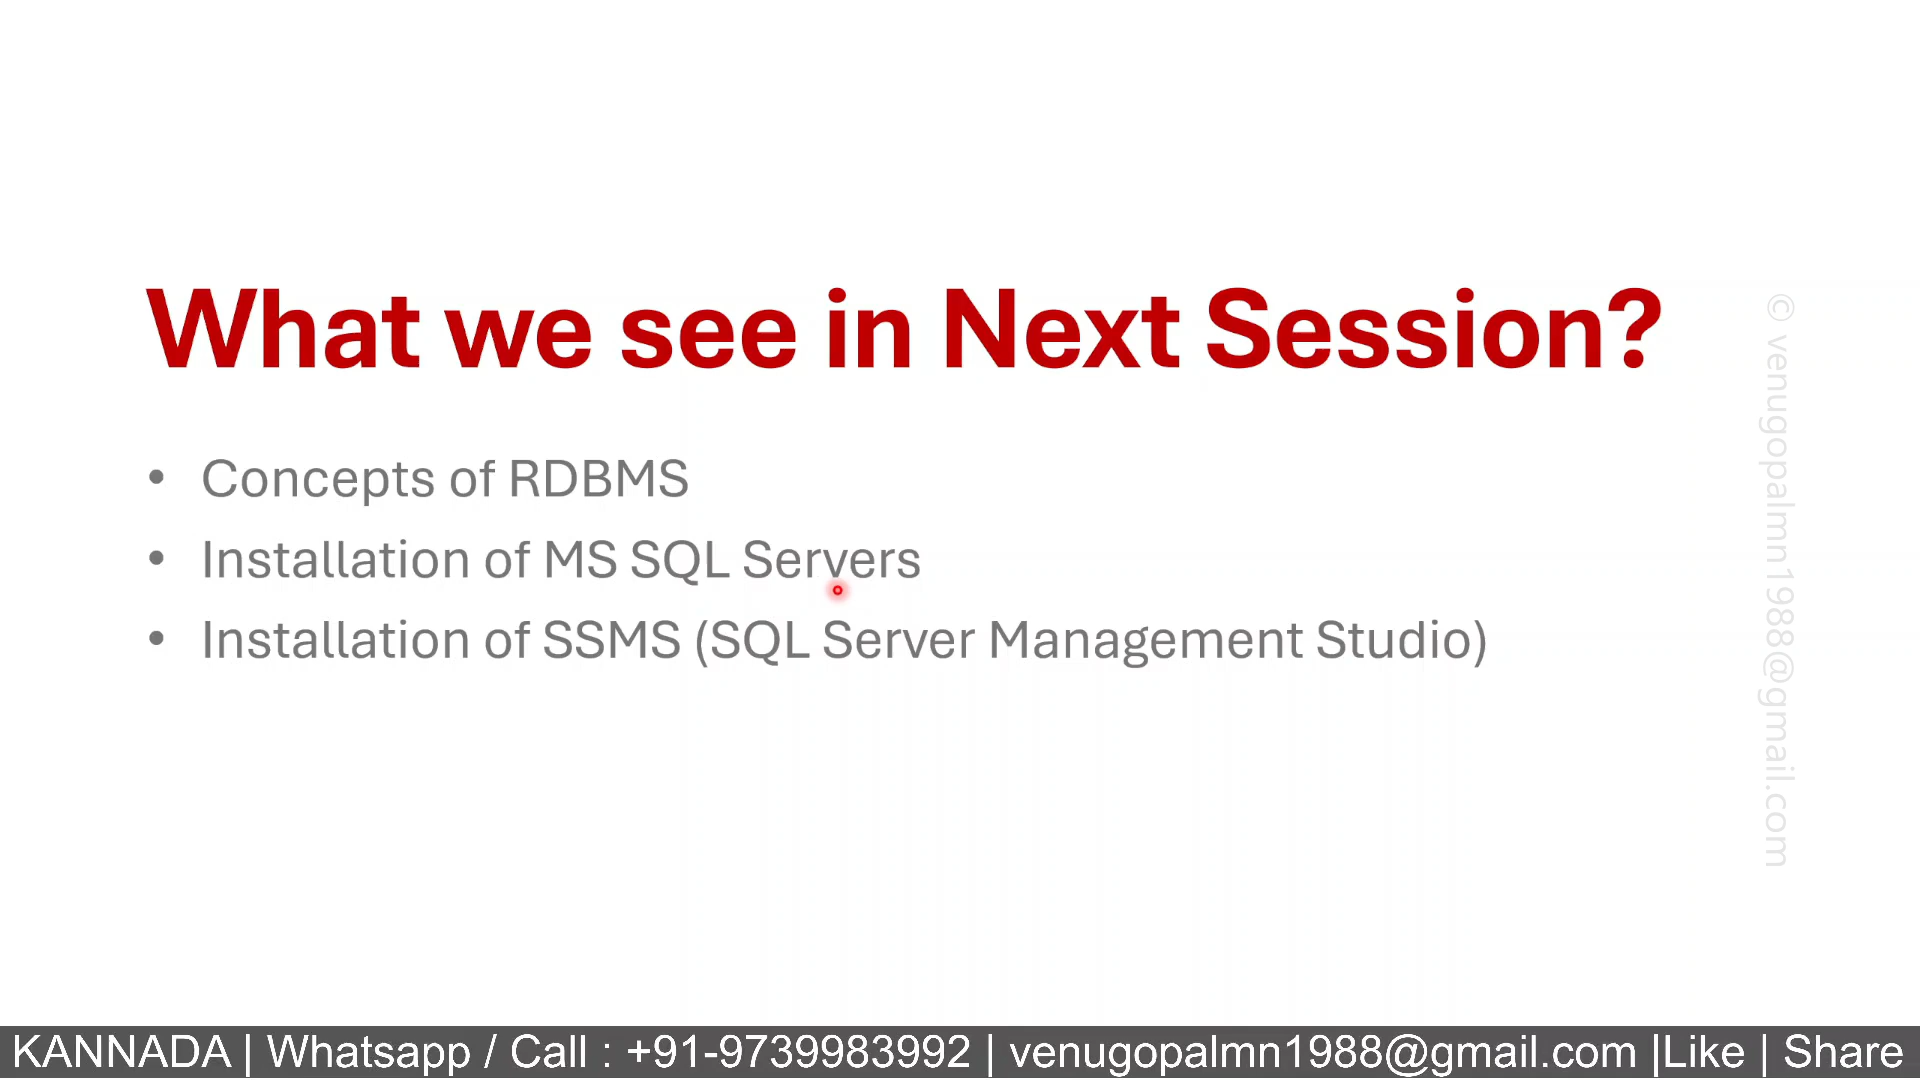 What we see in Next Session?
• Concepts of RDBMS
• Installation of MS SQL Servers
• Installation of SSMS (SQL Server Management Studio)
© venugopalmn1988@gmail.com
KANNADA | Whatsapp / Call : +91-9739983992 | venugopalmn1988@gmail.com |Like | Share